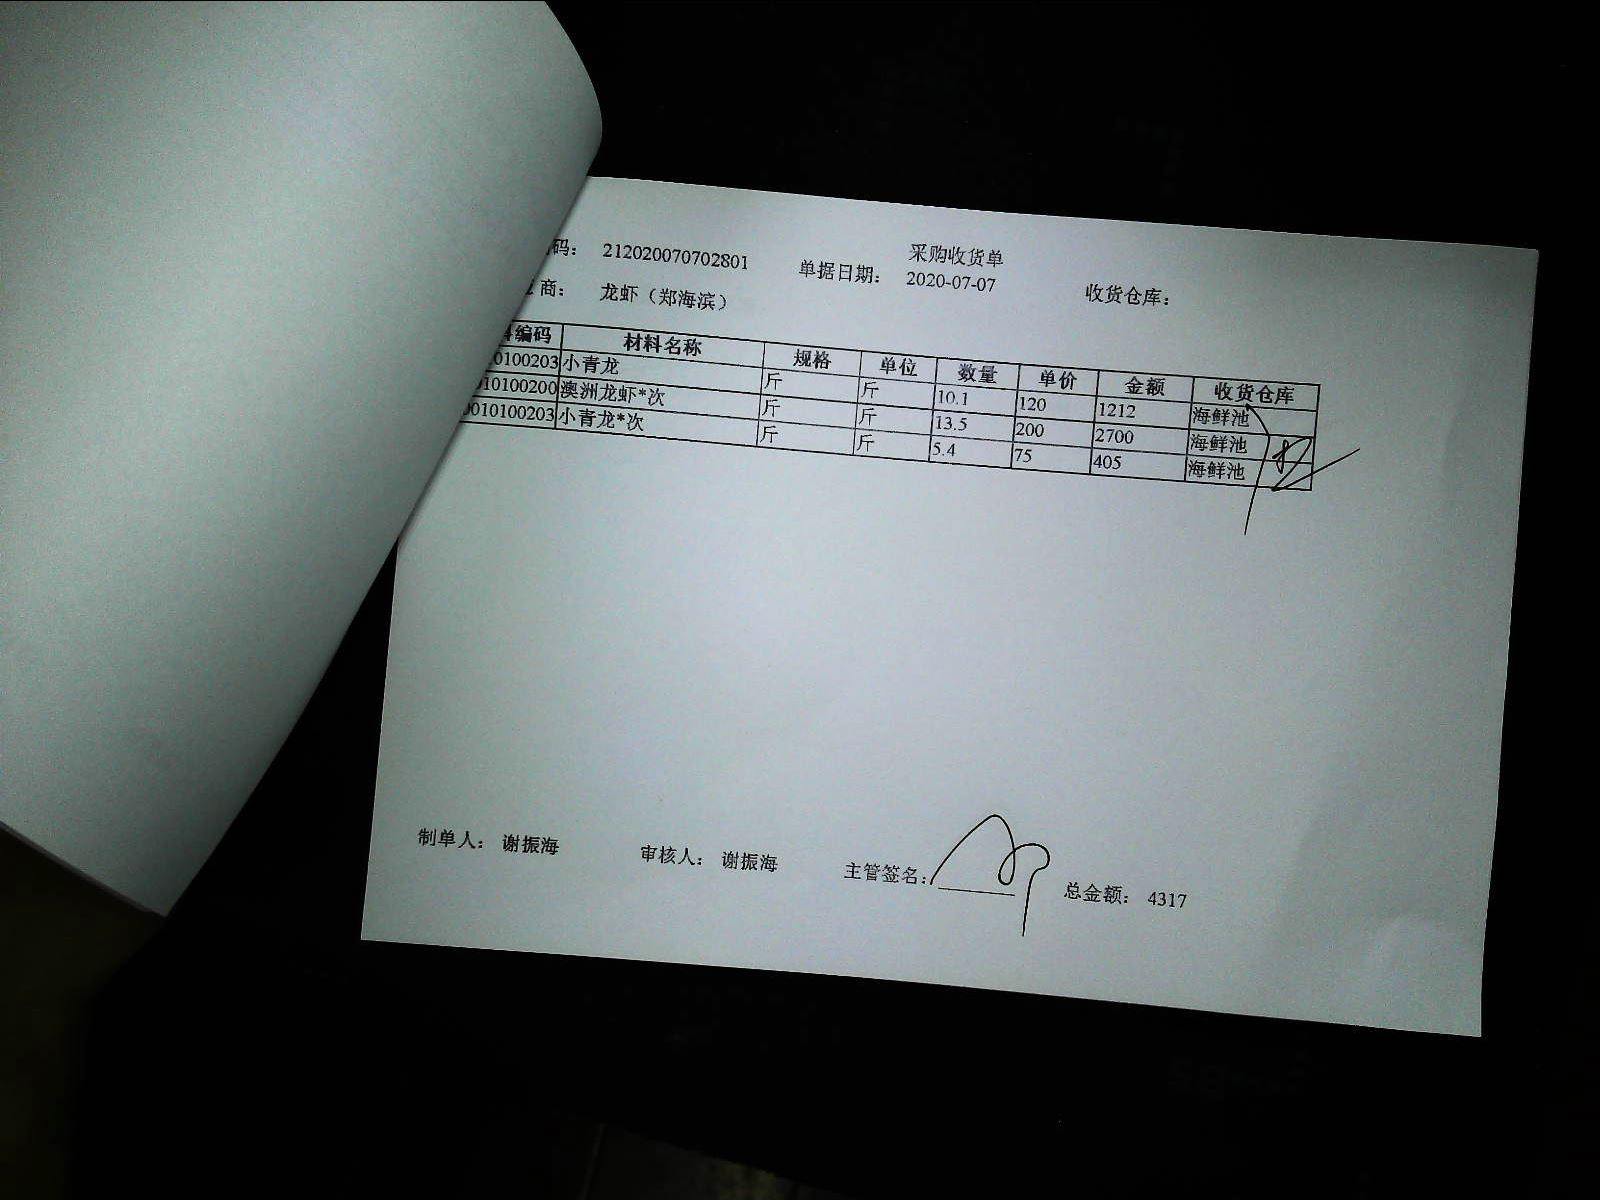 采购收货单
码： 212020070702801 单据日期： 2020-07-07 收货仓库：
商： 龙虾（郑海滨）
编码 材料名称 规格 单位 数量 单价 金额 收货仓库
0100203 小青龙 斤 斤 10.1 120 1212 海鲜池
010100200 澳洲龙虾*次 斤 斤 13.5 200 2700 海鲜池
0010100203 小青龙*次 斤 斤 5.4 75 405 海鲜池
制单人： 谢振海 审核人： 谢振海 主管签名： 总金额： 4317